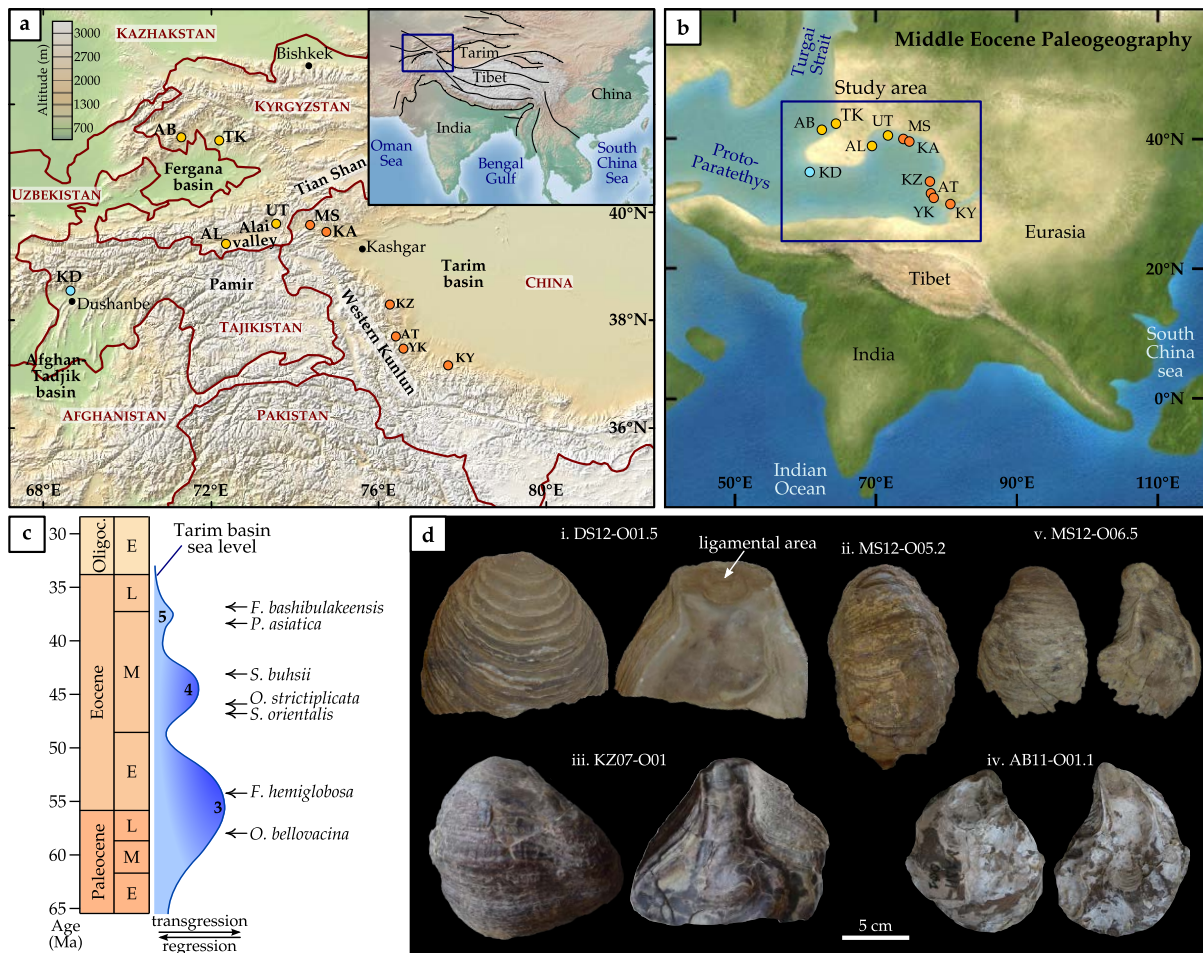 a
KAZAKHSTAN
Bishkek
3000
2700
2000
1300
700
Altitude (m)
KYRGYZSTAN
AB
TK
Fergana
basin
UZBEKISTAN
Tian Shan
UT
MS
KA
AL
Alai
valley
Kashgar
40°N
KD
Dushanbe
Pamir
Tarim
basin
CHINA
KZ
TAJIKISTAN
Western Kunlun
AT
YK
KY
38°N
Afghan-
Tadjik
basin
AFGHANISTAN
PAKISTAN
36°N
68°E
72°E
76°E
80°E
Tarim
Tibet
China
India
Oman
Sea
Bengal
Gulf
South
China
Sea
b
Middle Eocene Paleogeography
Turgai
Strait
Study area
AB
TK
UT
MS
AL
KA
40°N
Proto-
Paratethys
KD
KZ
AT
YK
KY
Eurasia
20°N
Tibet
South
China
sea
India
0°N
Indian
Ocean
50°E
70°E
90°E
110°E
c
Tarim basin
sea level
30
35
40
45
50
55
60
65
Age
(Ma)
Oligoc.
Eocene
Paleocene
E
L
M
E
L
M
E
5
4
3
F. bashibulakeensis
P. asiatica
S. buhsii
O. strictiplicata
S. orientalis
F. hemiglobosa
O. bellovacina
transgression
regression
d
i. DS12-O01.5
ligamental area
ii. MS12-O05.2
v. MS12-O06.5
iii. KZ07-O01
iv. AB11-O01.1
5 cm